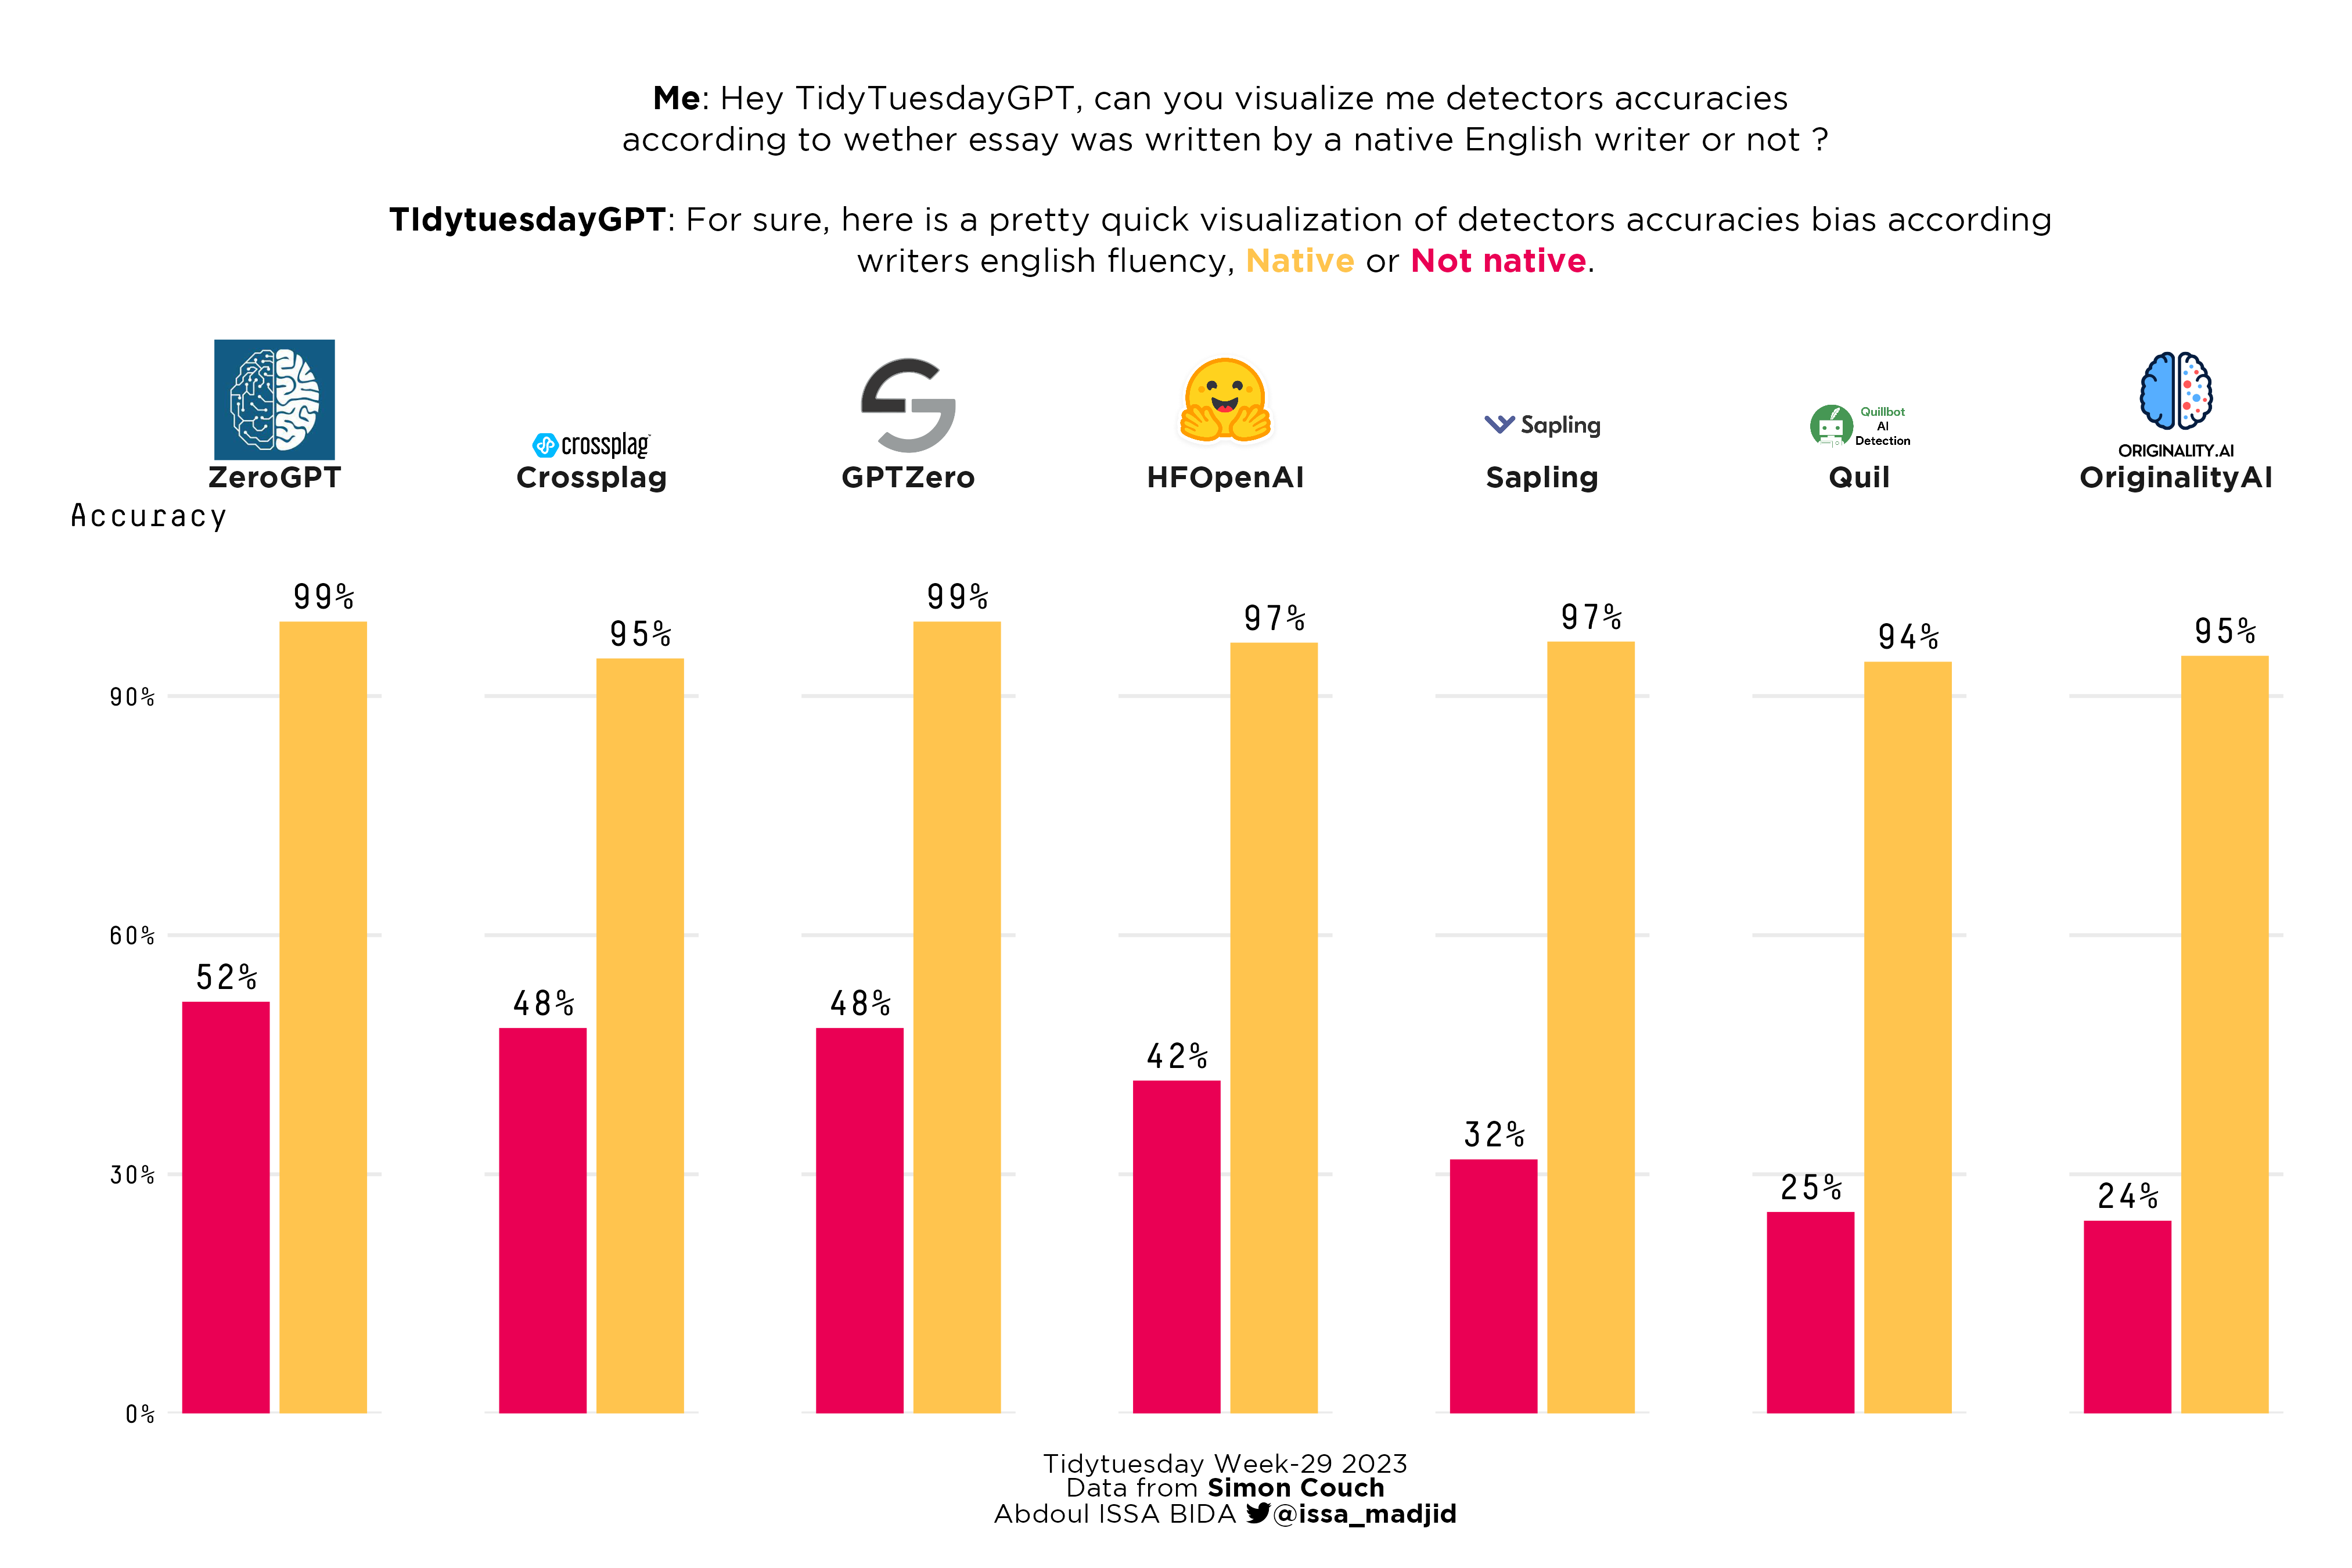 Me: Hey TidyTuesdayGPT, can you visualize me detectors accuracies
according to wether essay was written by a native English writer or not ?
TIdytuesdayGPT: For sure, here is a pretty quick visualization of detectors accuracies bias according
writers english fluency, Native or Not native.
crossplag
Sapling
Quillbot
AI
Detection
ORIGINALITY.AI
ZeroGPT Crossplag GPTZero HFOpenAI Sapling Quil OriginalityAI
Accuracy
99% 95% 99% 97% 97% 94% 95%
90%
60%
52% 48% 48% 42% 32% 25% 24%
30%
0%
Tidytuesday Week-29 2023
Data from Simon Couch
Abdoul ISSA BIDA @issa_madjid